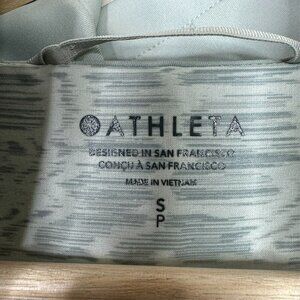 ATHLETA
DESIGNED IN SAN FRANCISCO
CONÇU À SAN FRANCISCO
MADE IN VIETNAM
S
P